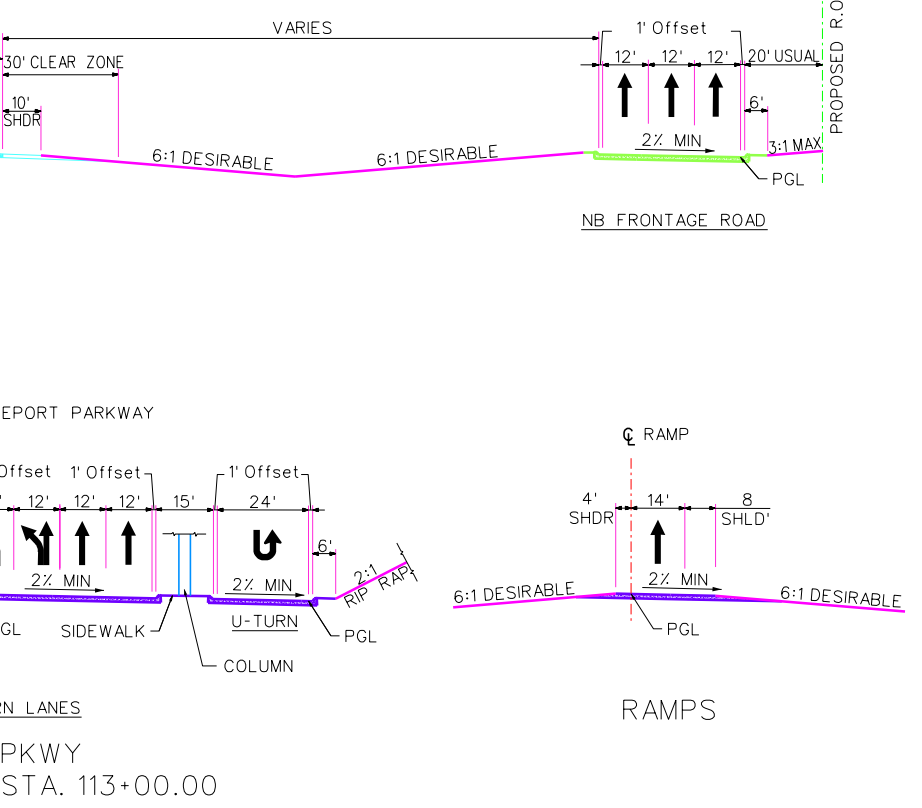 VARIES
1' Offset
30' CLEAR ZONE
12' 12' 12' 20' USUAL
PROPOSED R.O
10'
SHDR
6'
2% MIN
3:1 MAX
6:1 DESIRABLE 6:1 DESIRABLE
PGL
NB FRONTAGE ROAD
EPORT PARKWAY
℄ RAMP
Offset 1' Offset 1' Offset
' 12' 12' 12' 15' 24'
4'
SHDR
14'
8
SHLD'
6'
2% MIN 2% MIN
2:1
RIP RAP
2% MIN
6:1 DESIRABLE 6:1 DESIRABLE
GL SIDEWALK U-TURN PGL
PGL
COLUMN
RN LANES
RAMPS
PKWY
STA. 113+00.00